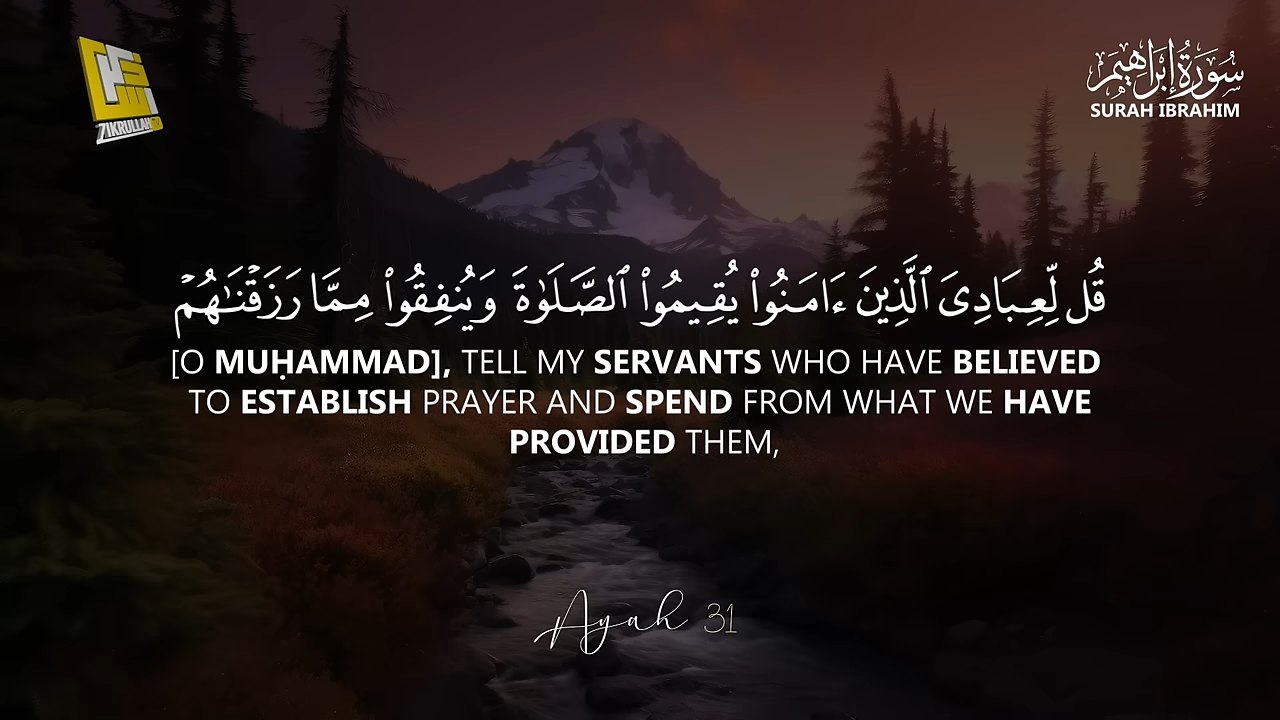 ZIKRULLAH TV
سُورَةُ إِبْرَاهِيم
SURAH IBRAHIM
قُل لِّعِبَادِىَ ٱلَّذِينَ ءَامَنُوا۟ يُقِيمُوا۟ ٱلصَّلَوٰةَ وَيُنفِقُوا۟ مِمَّا رَزَقْنَـٰهُمْ
[O MUḤAMMAD], TELL MY SERVANTS WHO HAVE BELIEVED
TO ESTABLISH PRAYER AND SPEND FROM WHAT WE HAVE
PROVIDED THEM,
Ayah 31